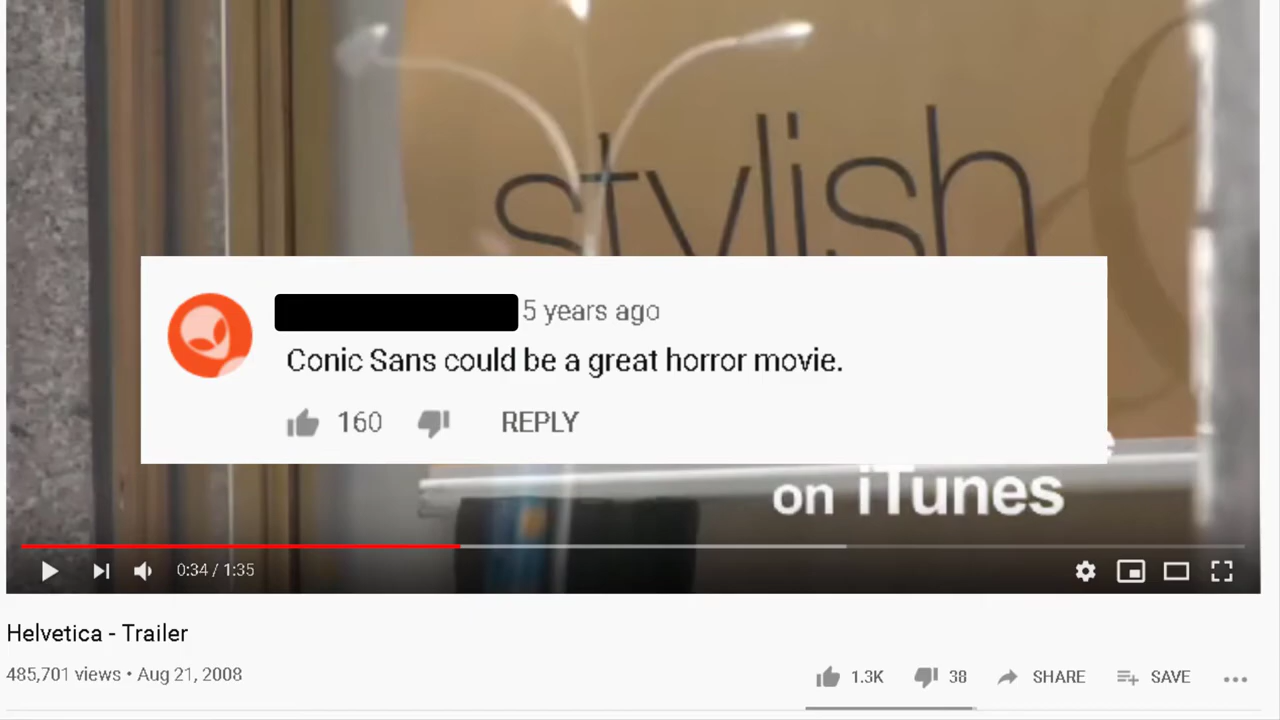 stylish
5 years ago
Conic Sans could be a great horror movie.
160 REPLY
on iTunes
0:34 / 1:35
Helvetica - Trailer
485,701 views • Aug 21, 2008
1.3K 38 SHARE SAVE